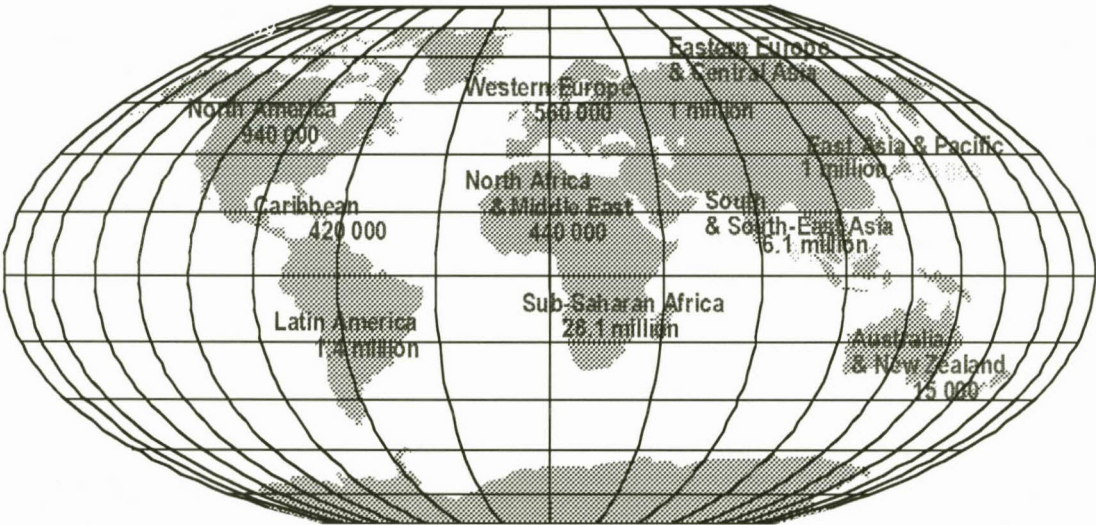 Eastern Europe
& Central Asia
1 million
Western Europe
560 000
North America
940 000
East Asia & Pacific
1 million
North Africa
& Middle East
440 000
South
& South-East Asia
6.1 million
Caribbean
420 000
Sub-Saharan Africa
28.1 million
Latin America
1.4 million
Australia
& New Zealand
15 000